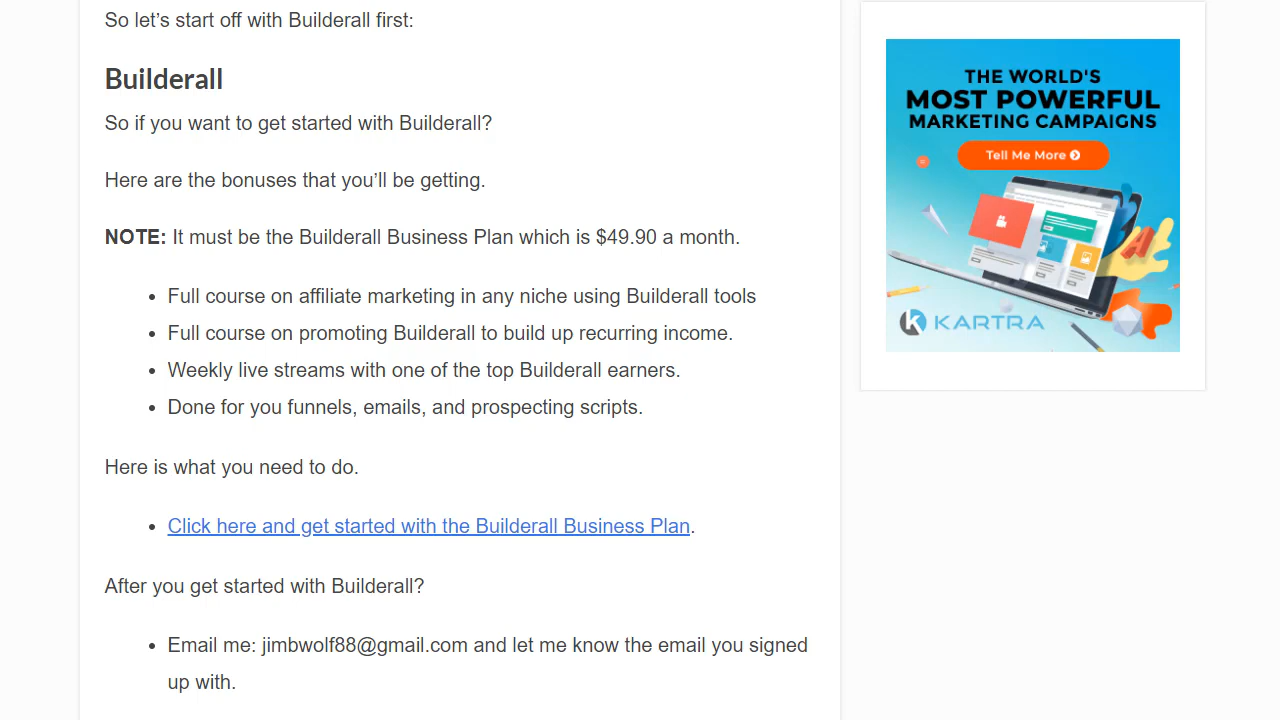 So let’s start off with Builderall first:
Builderall
So if you want to get started with Builderall?
Here are the bonuses that you’ll be getting.
NOTE: It must be the Builderall Business Plan which is $49.90 a month.
• Full course on affiliate marketing in any niche using Builderall tools
• Full course on promoting Builderall to build up recurring income.
• Weekly live streams with one of the top Builderall earners.
• Done for you funnels, emails, and prospecting scripts.
Here is what you need to do.
• Click here and get started with the Builderall Business Plan.
After you get started with Builderall?
• Email me: jimbwolf88@gmail.com and let me know the email you signed
up with.
THE WORLD'S
MOST POWERFUL
MARKETING CAMPAIGNS
Tell Me More
KARTRA